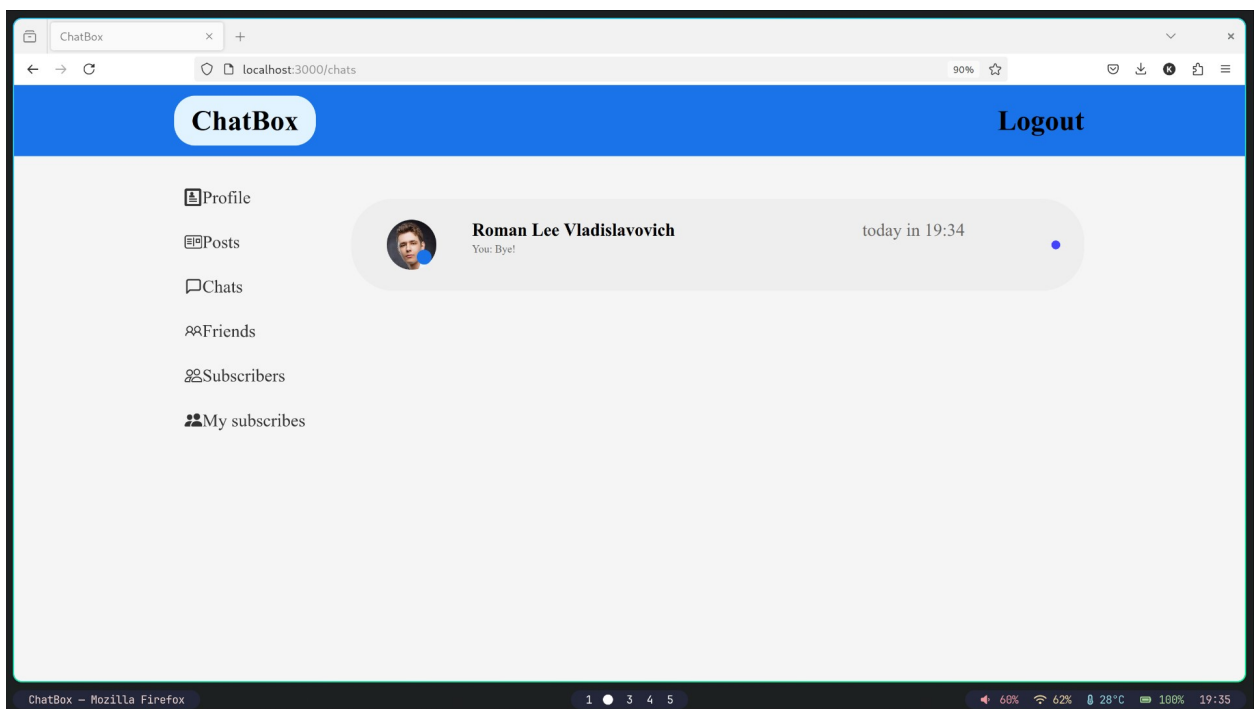 ChatBox
localhost:3000/chats
90%
K
ChatBox
Logout
Profile
Posts
Chats
Friends
Subscribers
My subscribes
Roman Lee Vladislavovich
today in 19:34
You: Bye!
ChatBox — Mozilla Firefox
1 3 4 5
60% 62% 28°C 100% 19:35